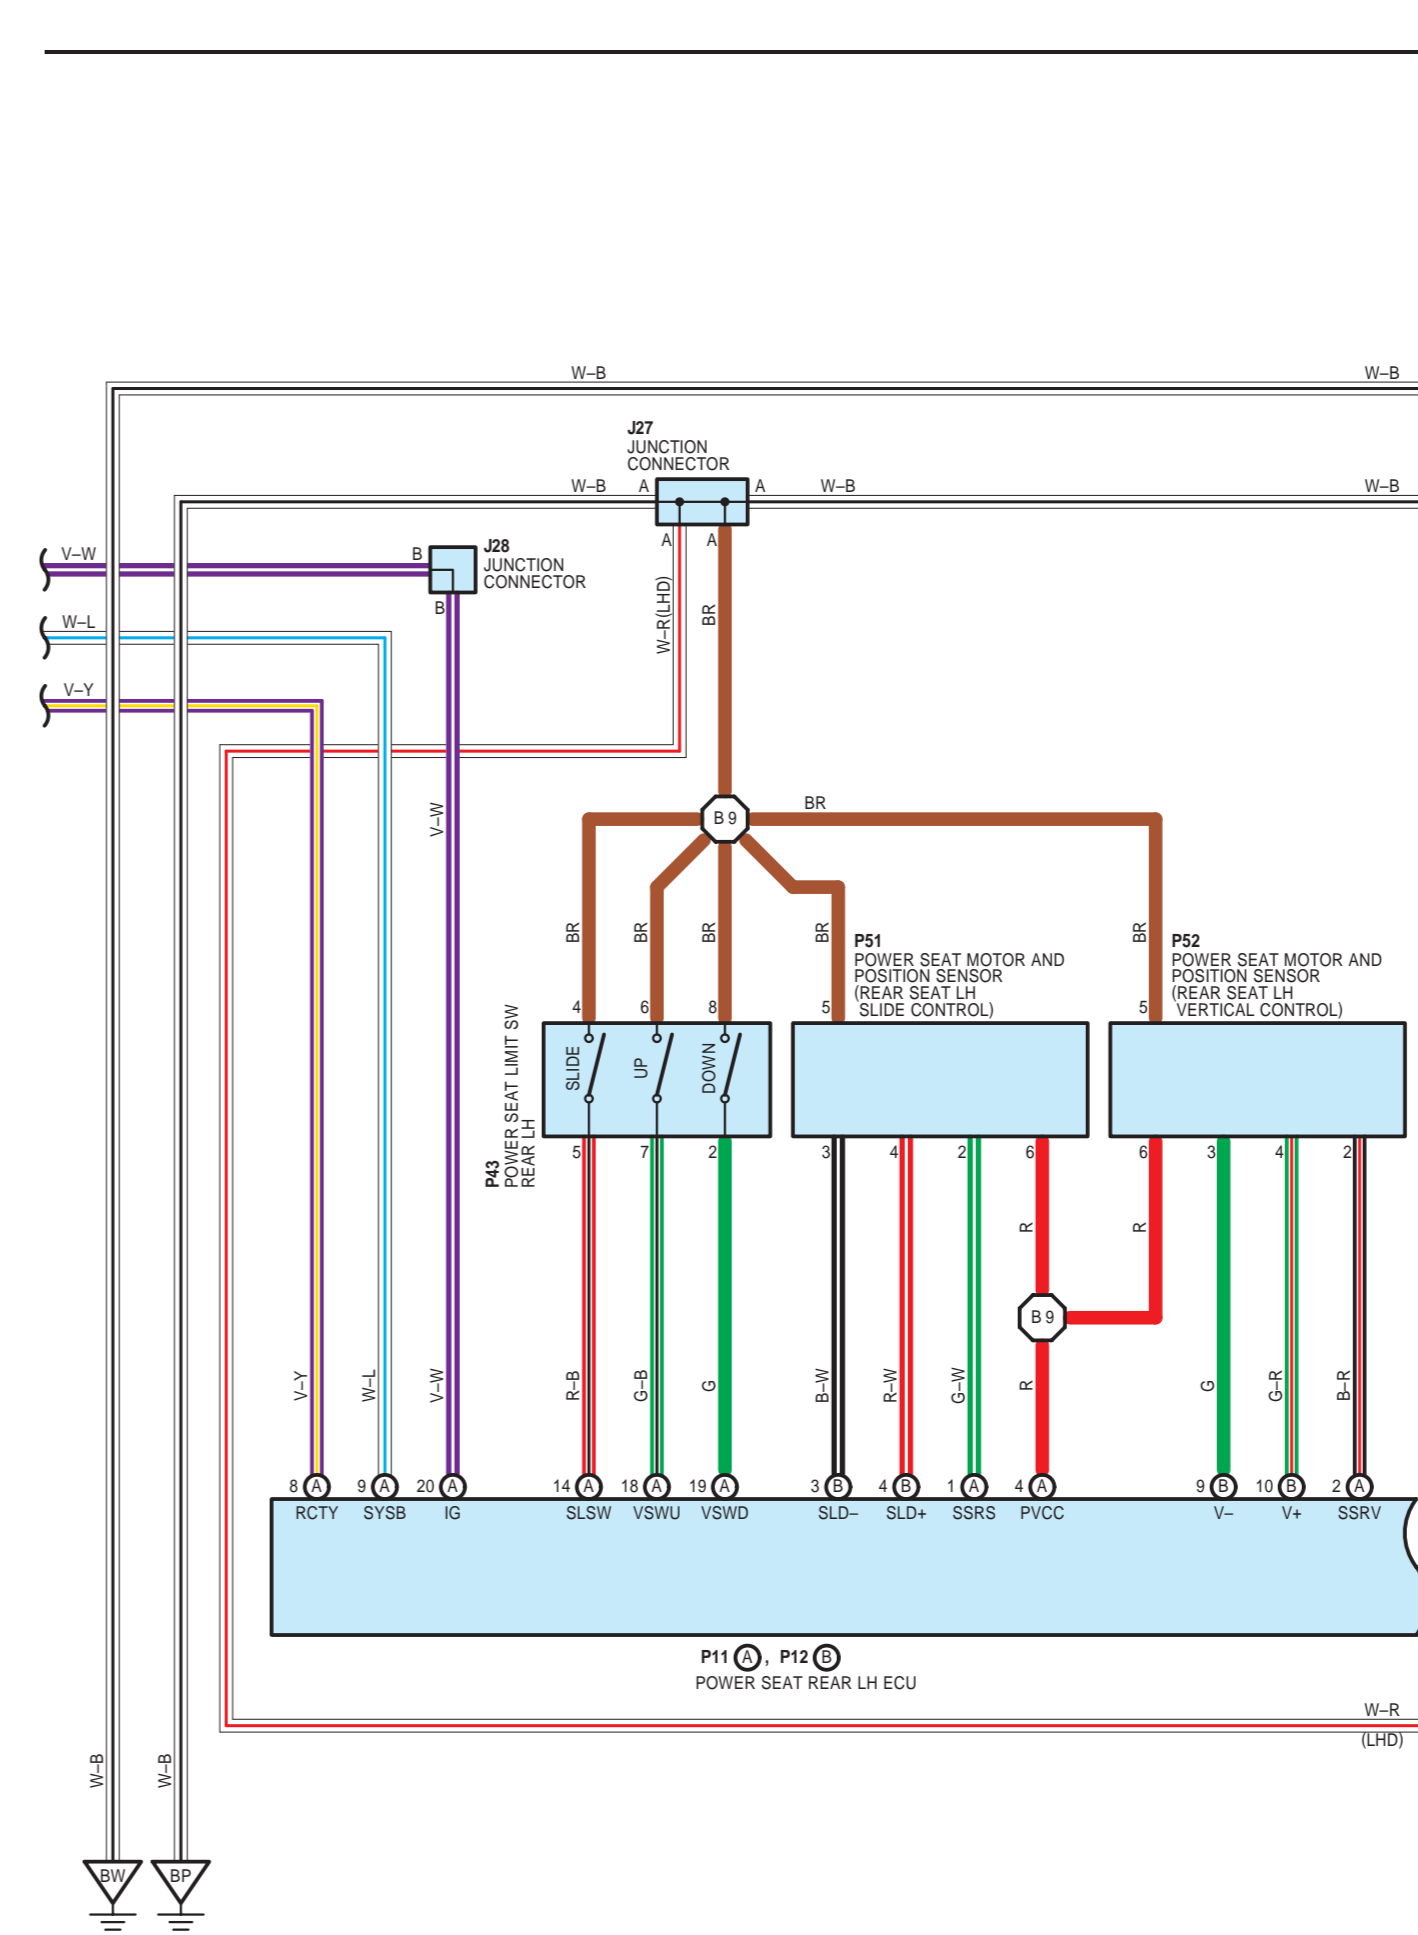 W–B
W–B
J27
JUNCTION
CONNECTOR
W–B
A
A
W–B
W–B
V–W
B
J28
JUNCTION
CONNECTOR
A
A
B
W–R(LHD)
BR
W–L
V–Y
V–W
B 9
BR
BR
BR
BR
BR
BR
P51
POWER SEAT MOTOR AND
POSITION SENSOR
(REAR SEAT LH
SLIDE CONTROL)
P52
POWER SEAT MOTOR AND
POSITION SENSOR
(REAR SEAT LH
VERTICAL CONTROL)
4
6
8
5
5
P43
POWER SEAT LIMIT SW
REAR LH
SLIDE
UP
DOWN
5
7
2
3
4
2
6
6
3
4
2
R
R
B 9
V–Y
W–L
V–W
R–B
G–B
G
B–W
R–W
G–W
R
G
G–R
B–R
8 A
9 A
20 A
14 A
18 A
19 A
3 B
4 B
1 A
4 A
9 B
10 B
2 A
RCTY
SYSB
IG
SLSW
VSWU
VSWD
SLD–
SLD+
SSRS
PVCC
V–
V+
SSRV
P11 A , P12 B
POWER SEAT REAR LH ECU
W–R
(LHD)
W–B
W–B
BW
BP